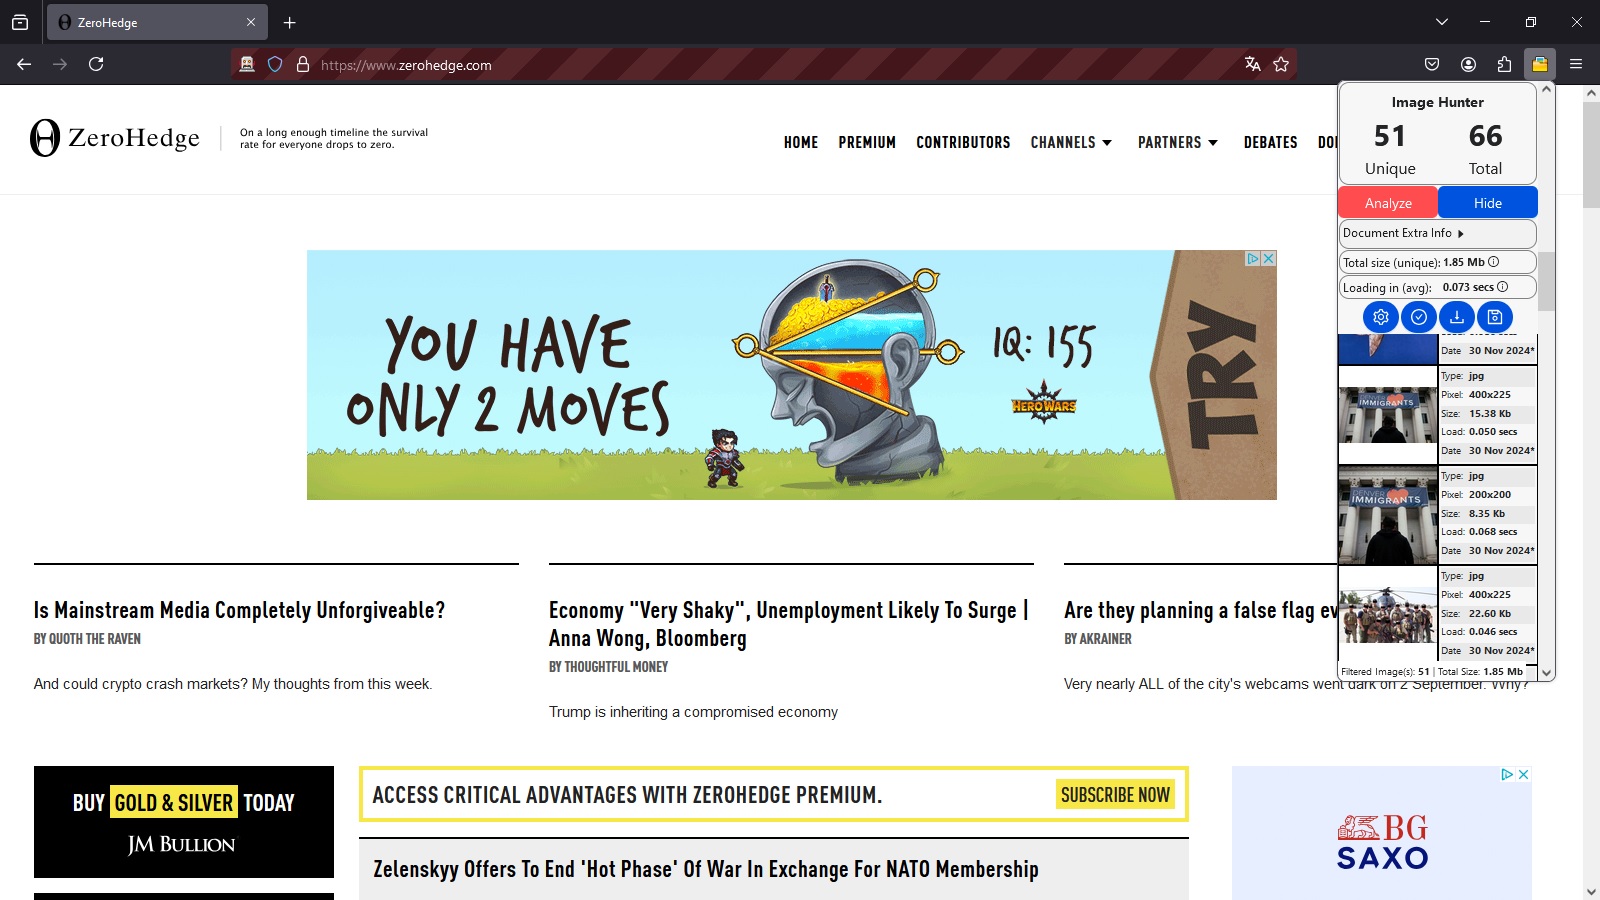 ZeroHedge
https://www.zerohedge.com
ZeroHedge
On a long enough timeline the survival
rate for everyone drops to zero.
HOME
PREMIUM
CONTRIBUTORS
CHANNELS
PARTNERS
DEBATES
Image Hunter
51
66
Unique
Total
Analyze
Hide
Document Extra Info
Total size (unique): 1.85 Mb
Loading in (avg): 0.073 secs
Date 30 Nov 2024*
DENVER
IMMIGRANTS
Type: jpg
Pixel: 400x225
Size: 15.38 Kb
Load: 0.050 secs
Date 30 Nov 2024*
DENVER
IMMIGRANTS
Type: jpg
Pixel: 200x200
Size: 8.35 Kb
Load: 0.068 secs
Date 30 Nov 2024*
Type: jpg
Pixel: 400x225
Size: 22.60 Kb
Load: 0.046 secs
Date 30 Nov 2024*
Filtered Image(s): 51 | Total Size: 1.85 Mb
YOU HAVE
ONLY 2 MOVES
IQ: 155
HERO WARS
TRY
Is Mainstream Media Completely Unforgiveable?
BY QUOTH THE RAVEN
And could crypto crash markets? My thoughts from this week.
Economy "Very Shaky", Unemployment Likely To Surge |
Anna Wong, Bloomberg
BY THOUGHTFUL MONEY
Trump is inheriting a compromised economy
Are they planning a false flag ev
BY AKRAINER
Very nearly ALL of the city's webcams went dark on 2 September. Why?
BUY GOLD & SILVER TODAY
JM BULLION
ACCESS CRITICAL ADVANTAGES WITH ZEROHEDGE PREMIUM.
SUBSCRIBE NOW
Zelenskyy Offers To End 'Hot Phase' Of War In Exchange For NATO Membership
BG
SAXO